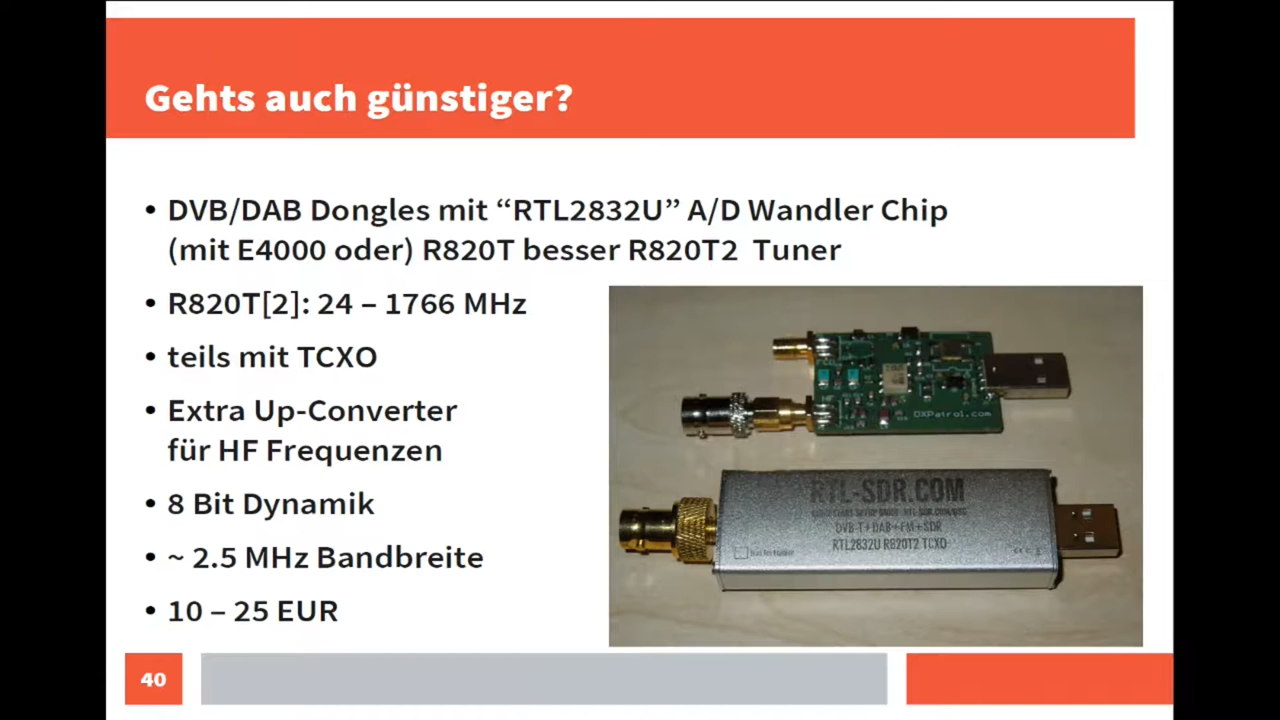 Gehts auch günstiger?
• DVB/DAB Dongles mit “RTL2832U” A/D Wandler Chip
(mit E4000 oder) R820T besser R820T2 Tuner
• R820T[2]: 24 – 1766 MHz
• teils mit TCXO
• Extra Up-Converter
für HF Frequenzen
• 8 Bit Dynamik
• ~ 2.5 MHz Bandbreite
• 10 – 25 EUR
HF
DXPatrol.com
RTL-SDR.COM
DVB-T+DAB+FM+SDR
RTL2832U R820T2 TCXO
40